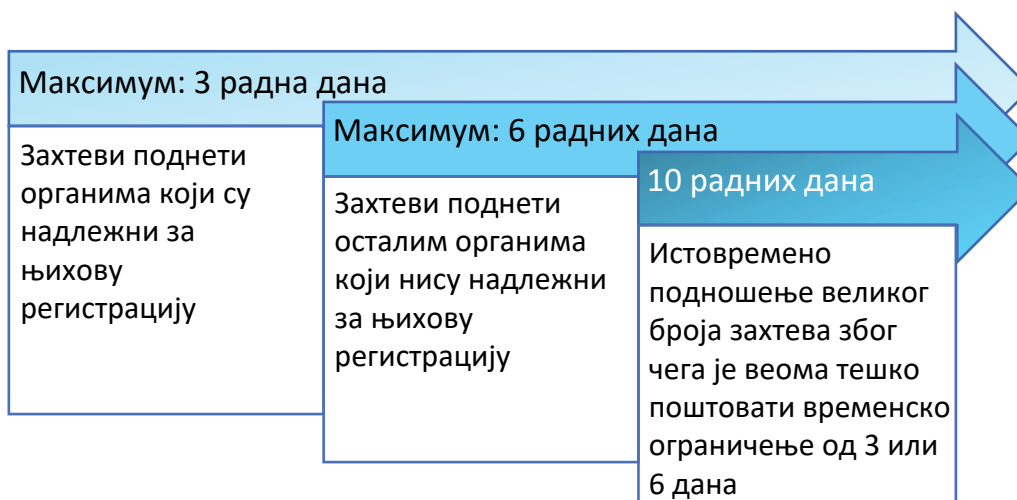 Максимум: 3 радна дана
Захтеви поднети
органима који су
надлежни за
њихову
регистрацију
Максимум: 6 радних дана
Захтеви поднети
осталим органима
који нису надлежни
за њихову
регистрацију
10 радних дана
Истовремено
подношење великог
броја захтева због
чега је веома тешко
поштовати временско
ограничење од 3 или
6 дана